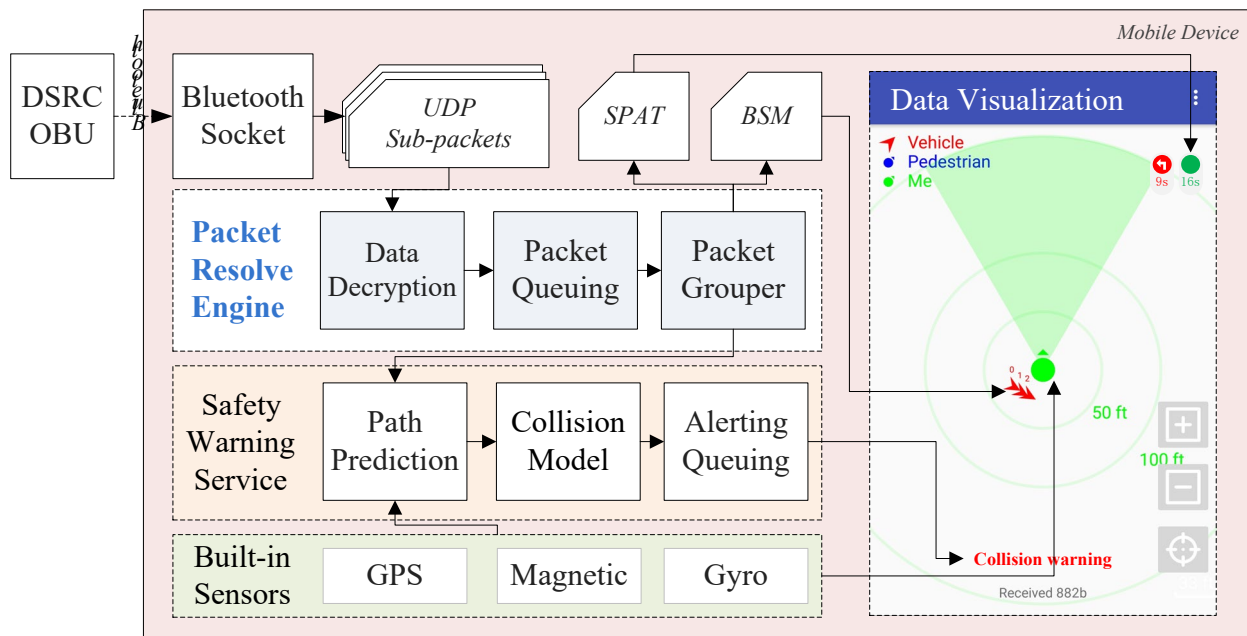 Mobile Device
DSRC
OBU
Bluetooth
Bluetooth
Socket
UDP
Sub-packets
SPAT
BSM
Packet
Resolve
Engine
Data
Decryption
Packet
Queuing
Packet
Grouper
Safety
Warning
Service
Path
Prediction
Collision
Model
Alerting
Queuing
Built-in
Sensors
GPS
Magnetic
Gyro
Data Visualization
Vehicle
Pedestrian
Me
9s
16s
0
1
2
50 ft
100 ft
Collision warning
Received 882b